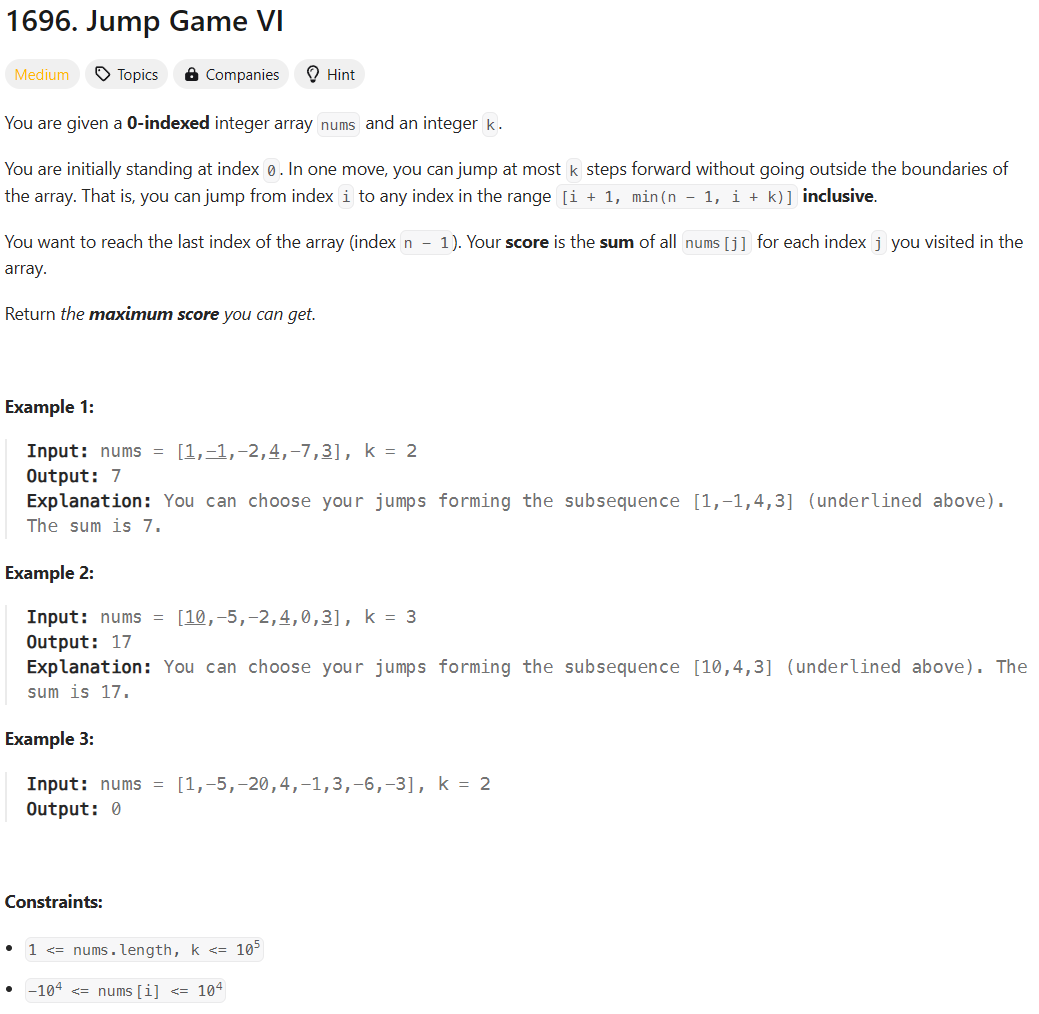 1696. Jump Game VI
Medium Topics Companies Hint
You are given a 0-indexed integer array nums and an integer k.
You are initially standing at index 0. In one move, you can jump at most k steps forward without going outside the boundaries of
the array. That is, you can jump from index i to any index in the range [i + 1, min(n − 1, i + k)] inclusive.
You want to reach the last index of the array (index n − 1). Your score is the sum of all nums[j] for each index j you visited in the
array.
Return the maximum score you can get.
Example 1:
Input: nums = [1,−1,−2,4,−7,3], k = 2
Output: 7
Explanation: You can choose your jumps forming the subsequence [1,−1,4,3] (underlined above).
The sum is 7.
Example 2:
Input: nums = [10,−5,−2,4,0,3], k = 3
Output: 17
Explanation: You can choose your jumps forming the subsequence [10,4,3] (underlined above). The
sum is 17.
Example 3:
Input: nums = [1,−5,−20,4,−1,3,−6,−3], k = 2
Output: 0
Constraints:
• 1 <= nums.length, k <= 10⁵
• −10⁴ <= nums[i] <= 10⁴